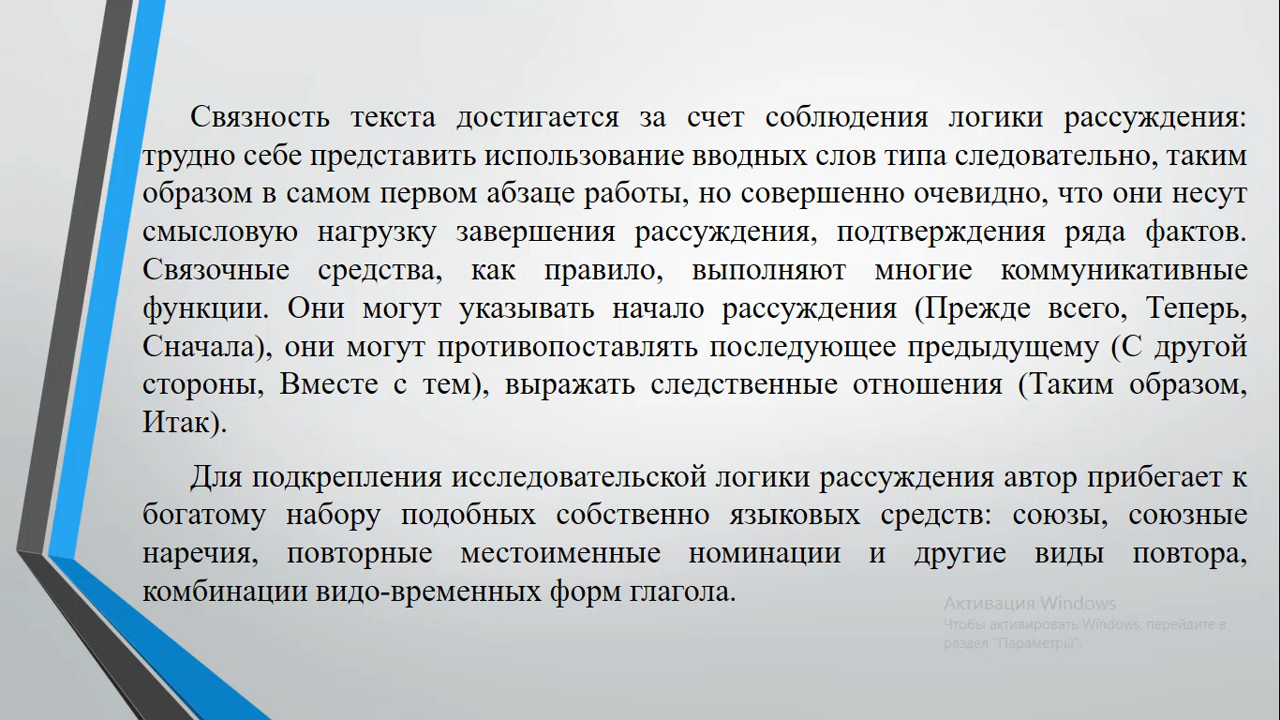 Связность текста достигается за счет соблюдения логики рассуждения:
трудно себе представить использование вводных слов типа следовательно, таким
образом в самом первом абзаце работы, но совершенно очевидно, что они несут
смысловую нагрузку завершения рассуждения, подтверждения ряда фактов.
Связочные средства, как правило, выполняют многие коммуникативные
функции. Они могут указывать начало рассуждения (Прежде всего, Теперь,
Сначала), они могут противопоставлять последующее предыдущему (С другой
стороны, Вместе с тем), выражать следственные отношения (Таким образом,
Итак).
Для подкрепления исследовательской логики рассуждения автор прибегает к
богатому набору подобных собственно языковых средств: союзы, союзные
наречия, повторные местоименные номинации и другие виды повтора,
комбинации видо-временных форм глагола.
Активация Windows
Чтобы активировать Windows, перейдите в
раздел "Параметры".